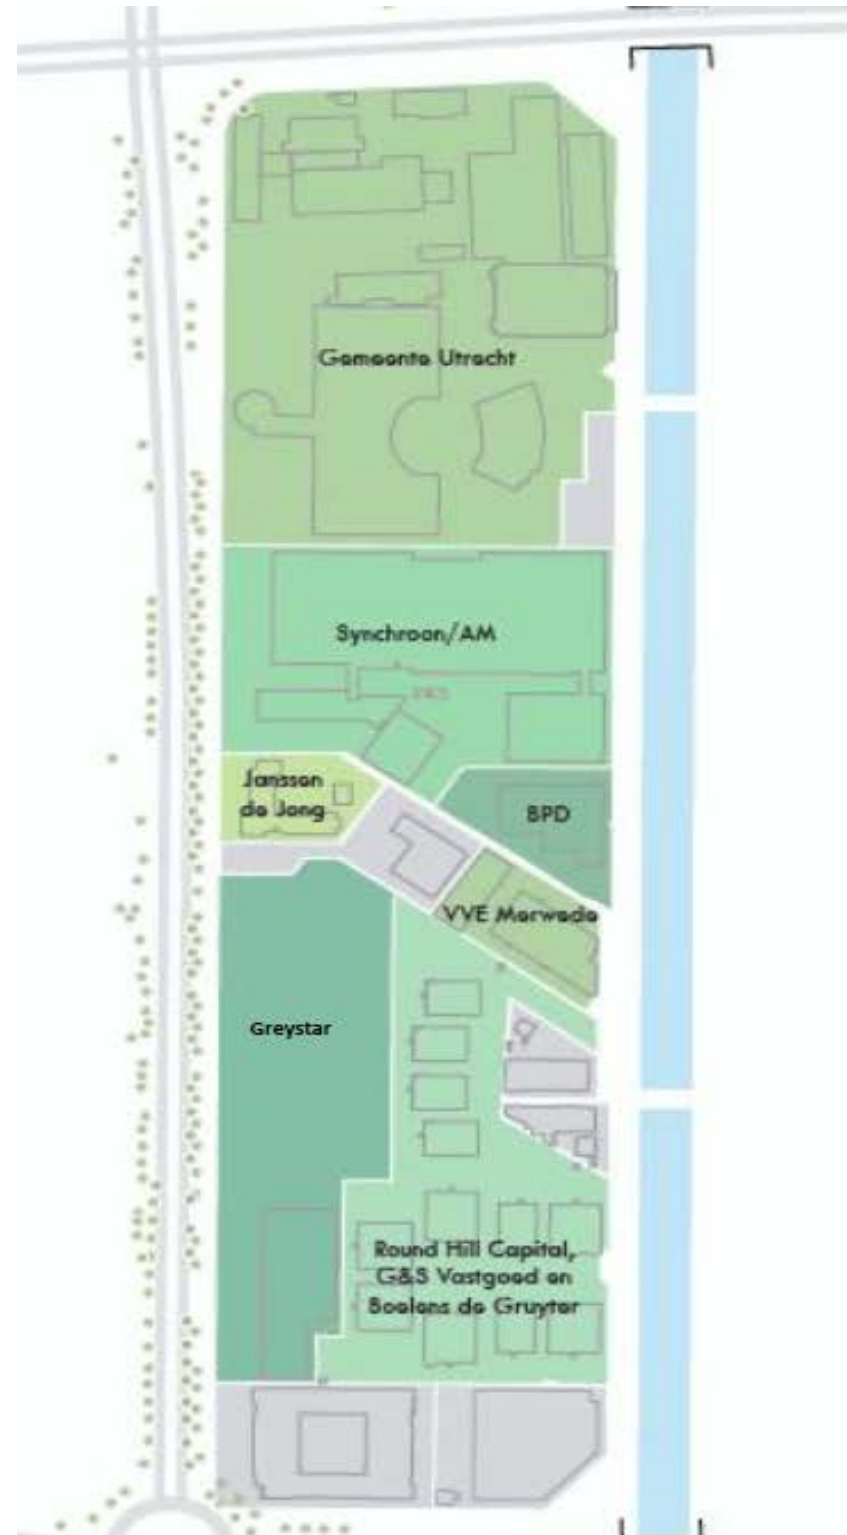 Gemeente Utrecht
Synchroon/AM
Janssen
de Jong
BPD
VVE Merwede
Greystar
Round Hill Capital,
G&S Vastgoed en
Boelens de Gruyter